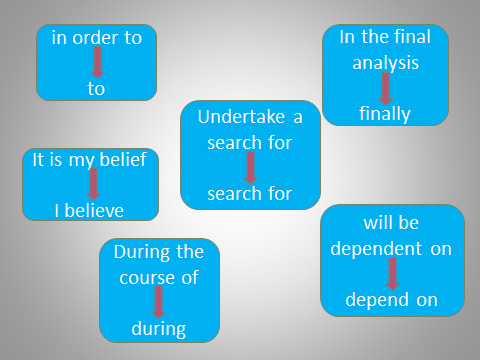 in order to
to
In the final
analysis
finally
Undertake a
search for
search for
It is my belief
I believe
will be
dependent on
depend on
During the
course of
during